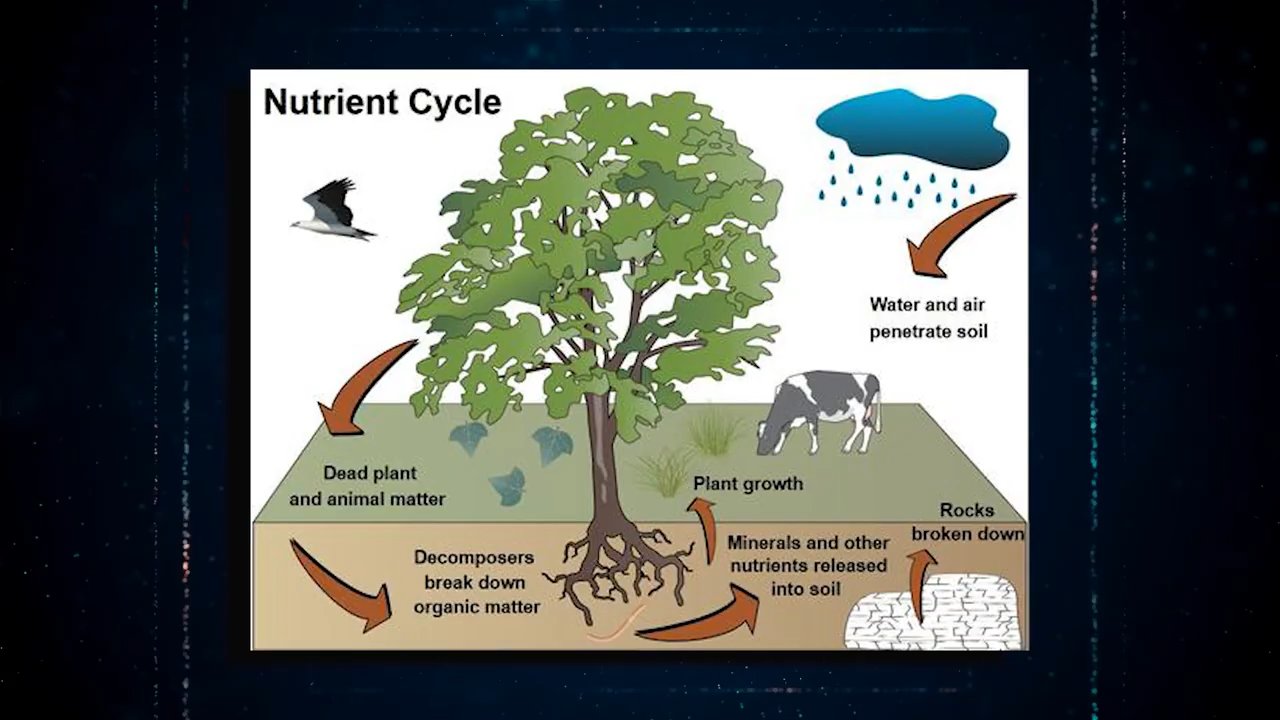 Nutrient Cycle
Water and air
penetrate soil
Dead plant
and animal matter
Plant growth
Rocks
broken down
Decomposers
break down
organic matter
Minerals and other
nutrients released
into soil